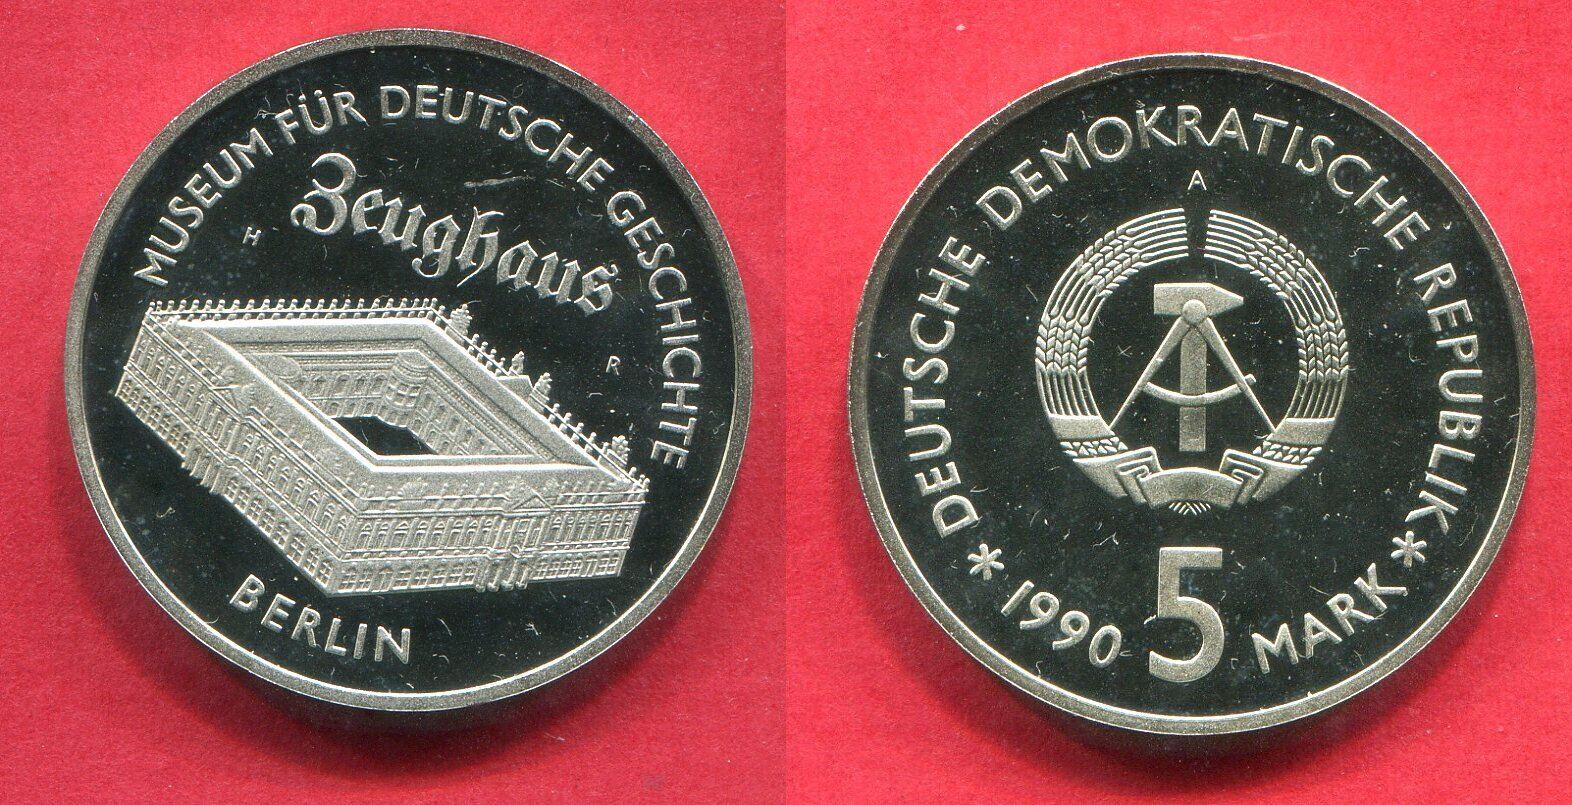 MUSEUM FÜR DEUTSCHE GESCHICHTE
Zeughaus
H
R
BERLIN
DEUTSCHE DEMOKRATISCHE REPUBLIK
A
* 1990 5 MARK *